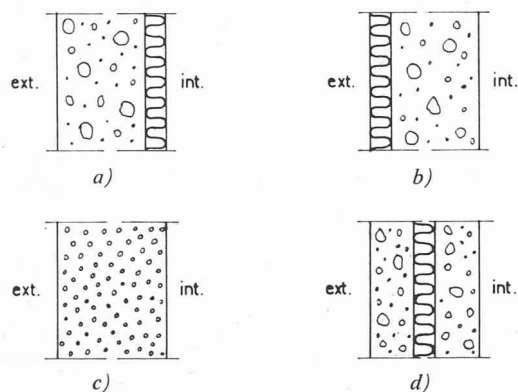 ext. int.
a)
ext. int.
b)
ext. int.
c)
ext. int.
d)